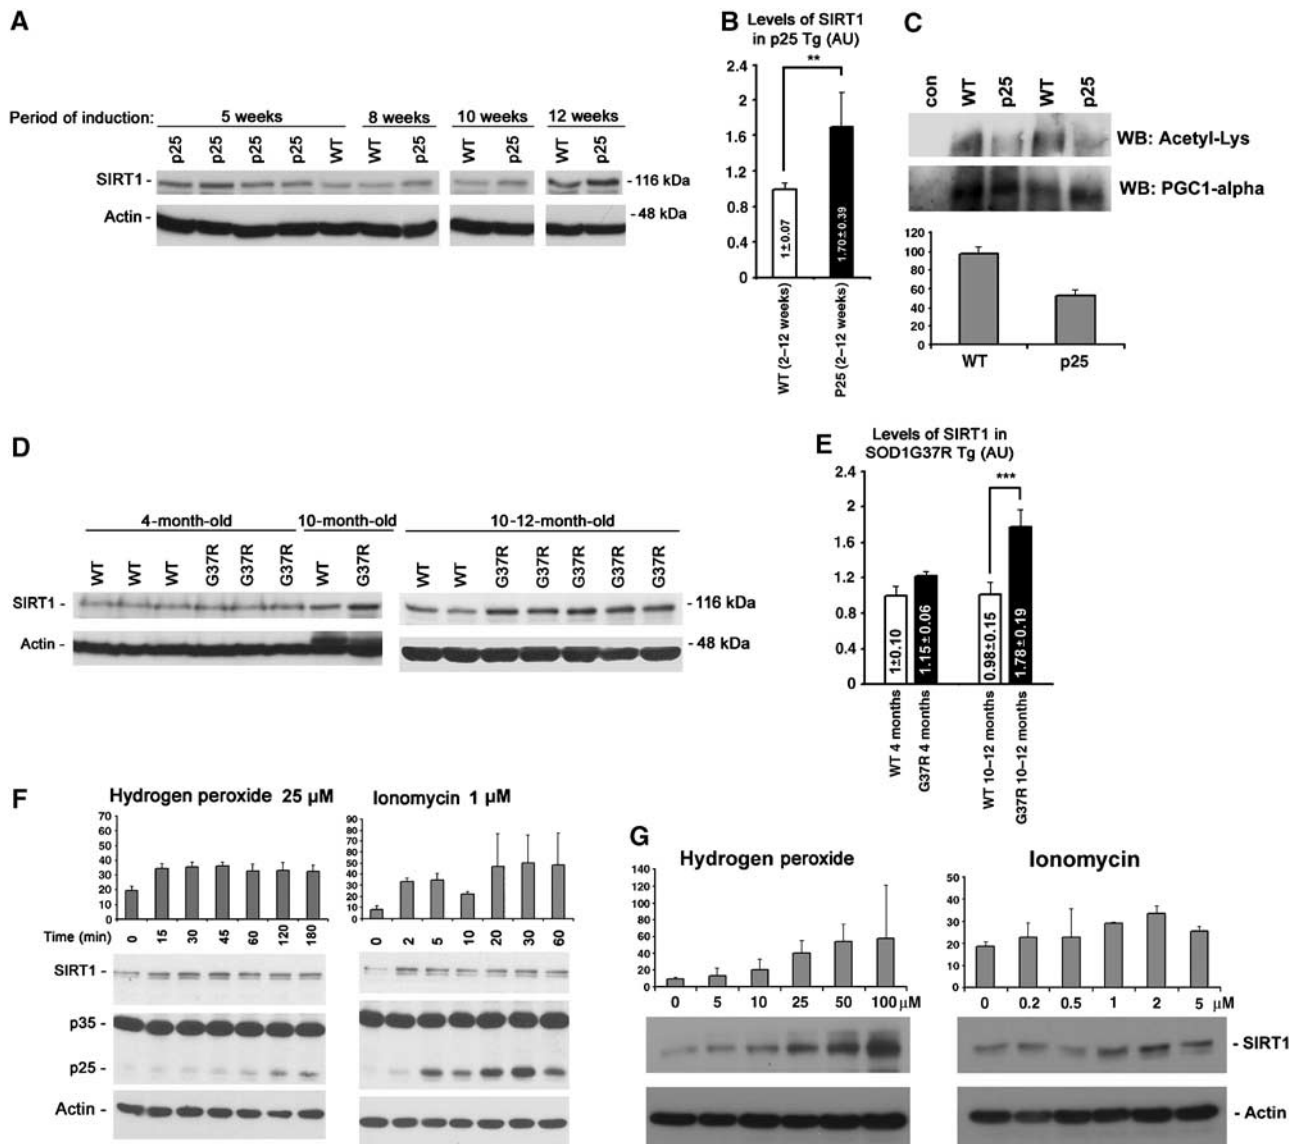 A
Period of induction: 5 weeks 8 weeks 10 weeks 12 weeks
p25 p25 p25 p25 WT WT p25 WT p25 WT p25
SIRT1 - - 116 kDa
Actin - - 48 kDa
B Levels of SIRT1
in p25 Tg (AU)
**
2.4
2
1.6
1.2
0.8
0.4
0
1±0.07
1.70±0.39
WT (2–12 weeks)
P25 (2–12 weeks)
C
con WT p25 WT p25
WB: Acetyl-Lys
WB: PGC1-alpha
120
100
80
60
40
20
0
WT p25
D
4-month-old 10-month-old 10-12-month-old
WT WT WT G37R G37R G37R WT G37R WT WT G37R G37R G37R G37R G37R
SIRT1 - - 116 kDa
Actin - - 48 kDa
E Levels of SIRT1 in
SOD1G37R Tg (AU)
***
2.4
2
1.6
1.2
0.8
0.4
0
1±0.10
1.15±0.06
0.98±0.15
1.78±0.19
WT 4 months
G37R 4 months
WT 10–12 months
G37R 10–12 months
F
Hydrogen peroxide 25 µM
70
60
50
40
30
20
10
0
Time (min) 0 15 30 45 60 120 180
Ionomycin 1 µM
90
80
70
60
50
40
30
20
10
0
0 2 5 10 20 30 60
SIRT1 -
p35 -
p25 -
Actin -
G
Hydrogen peroxide
140
120
100
80
60
40
20
0
0 5 10 25 50 100 µM
Ionomycin
50
40
30
20
10
0
0 0.2 0.5 1 2 5 µM
- SIRT1
- Actin